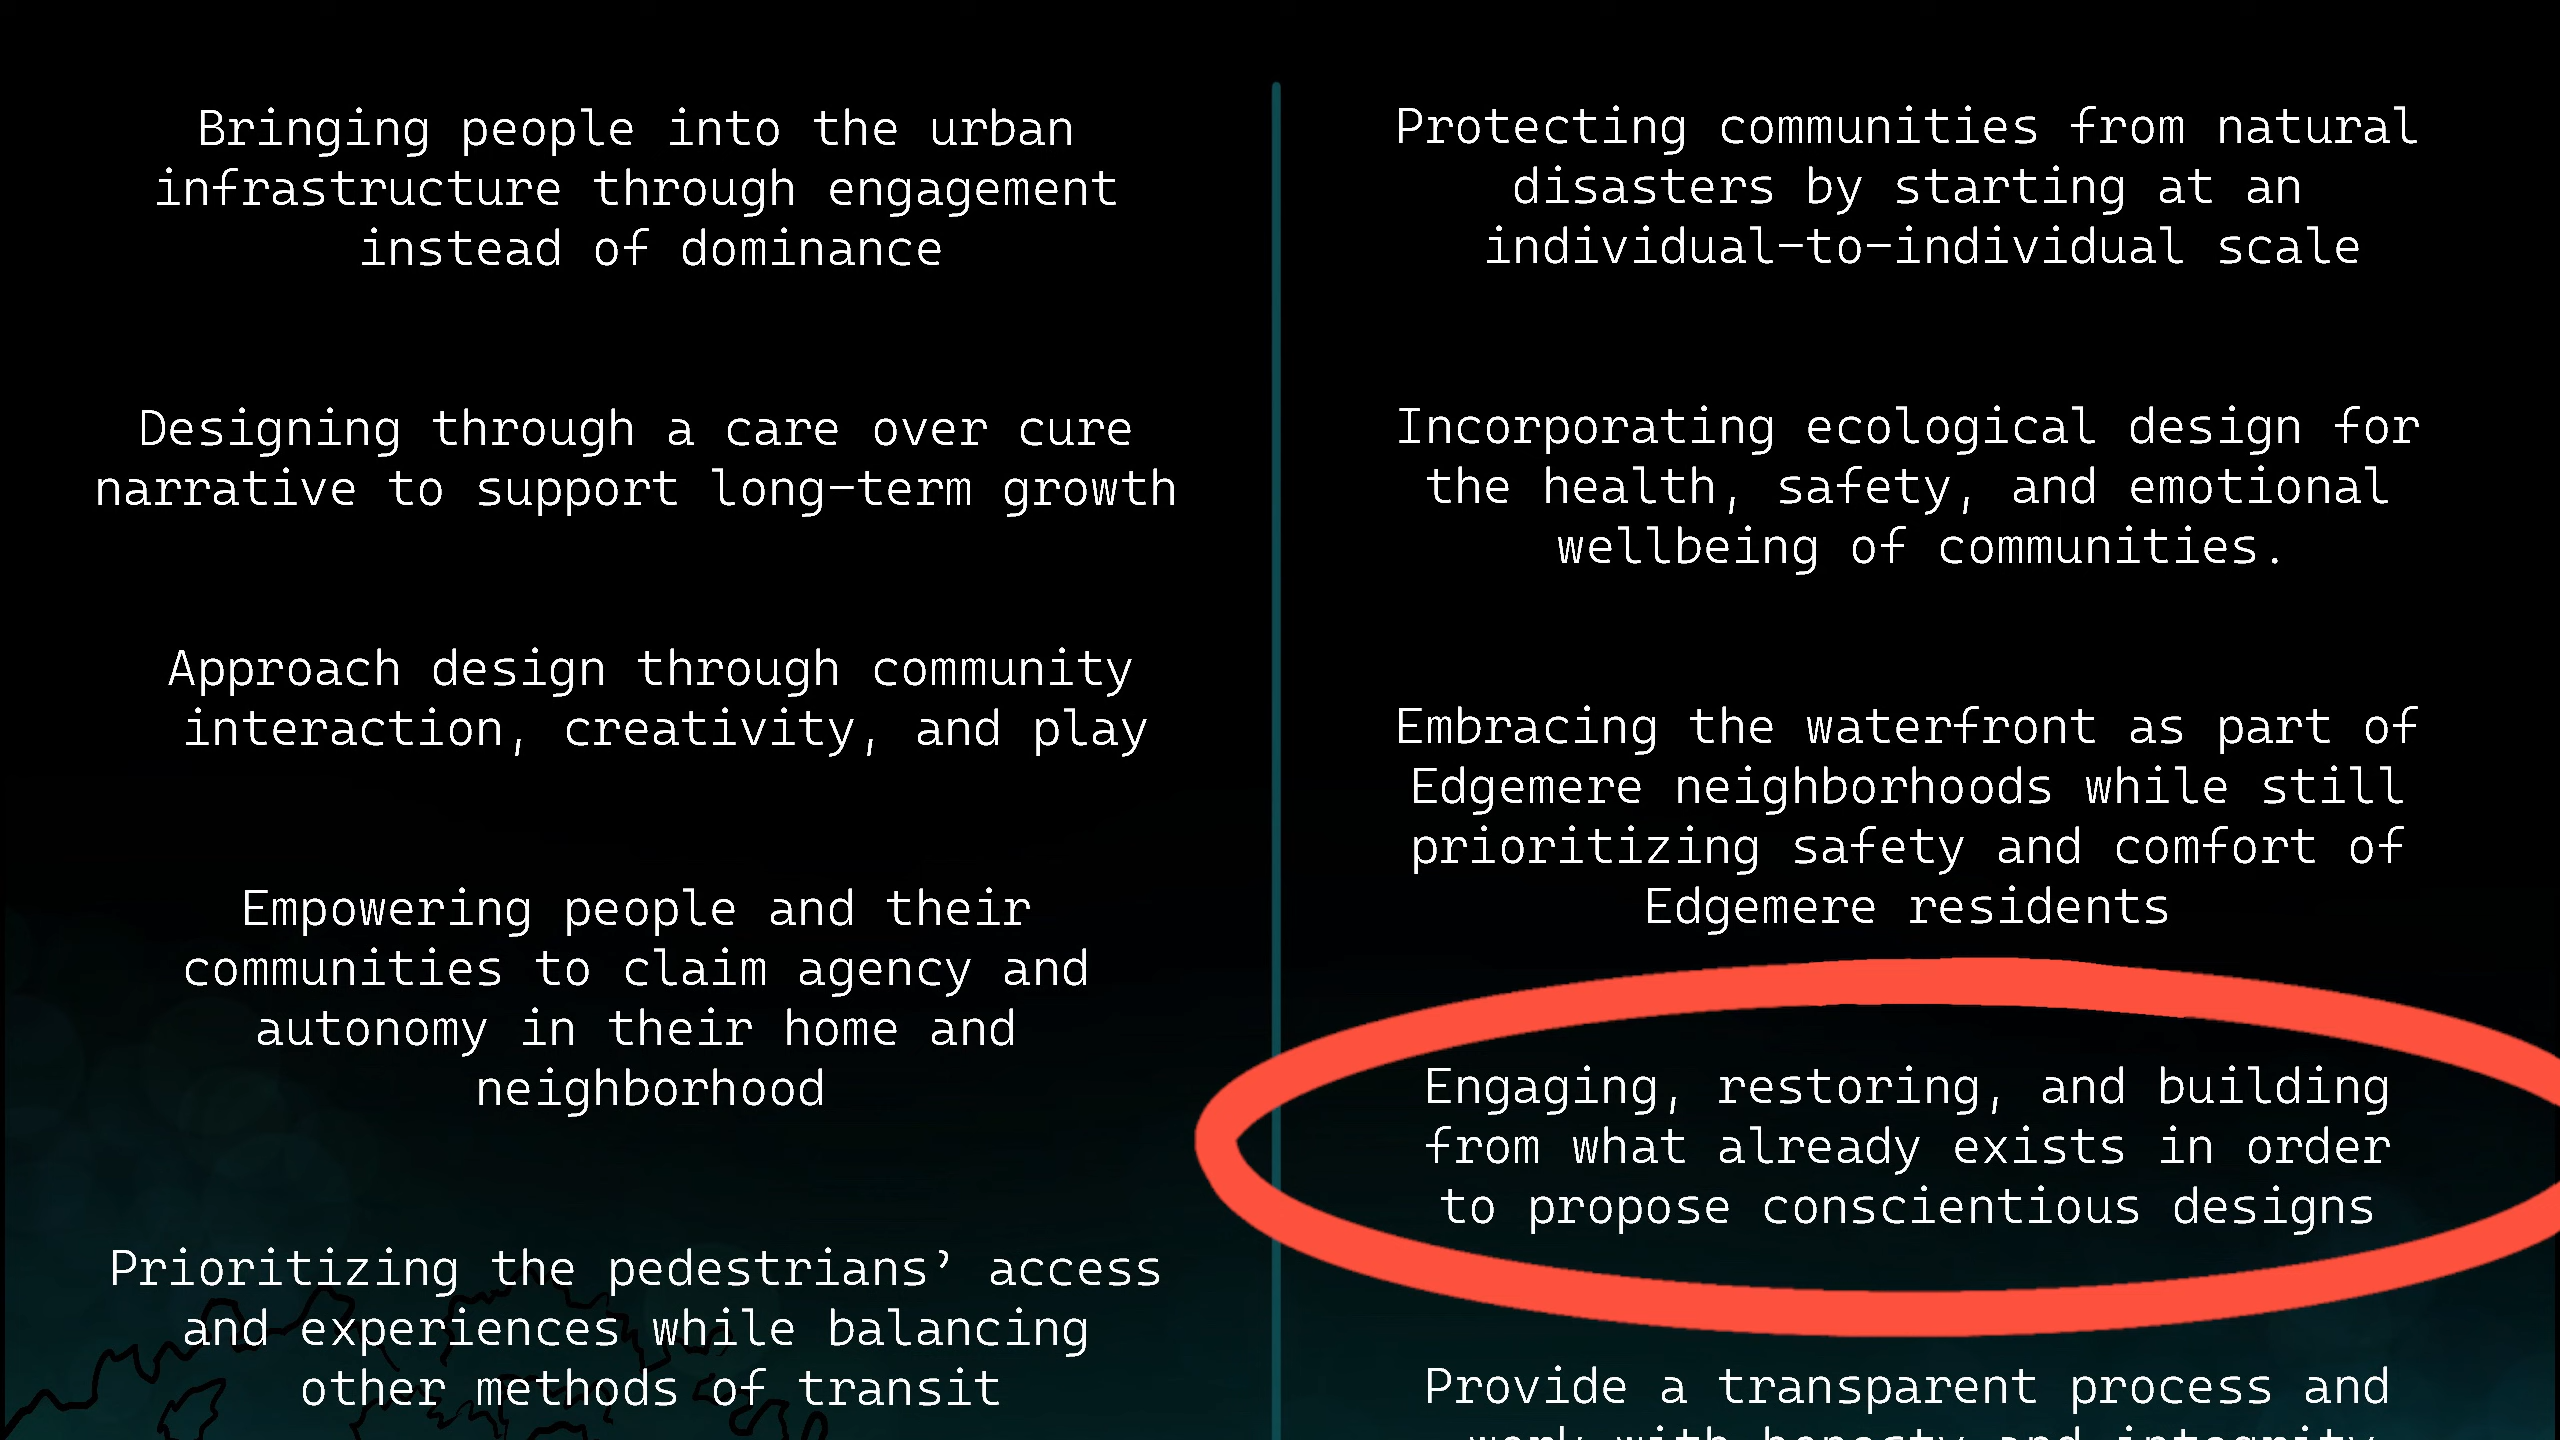 Bringing people into the urban
infrastructure through engagement
instead of dominance
Designing through a care over cure
narrative to support long-term growth
Approach design through community
interaction, creativity, and play
Empowering people and their
communities to claim agency and
autonomy in their home and
neighborhood
Prioritizing the pedestrians’ access
and experiences while balancing
other methods of transit
Protecting communities from natural
disasters by starting at an
individual-to-individual scale
Incorporating ecological design for
the health, safety, and emotional
wellbeing of communities.
Embracing the waterfront as part of
Edgemere neighborhoods while still
prioritizing safety and comfort of
Edgemere residents
Engaging, restoring, and building
from what already exists in order
to propose conscientious designs
Provide a transparent process and
work with honesty and integrity